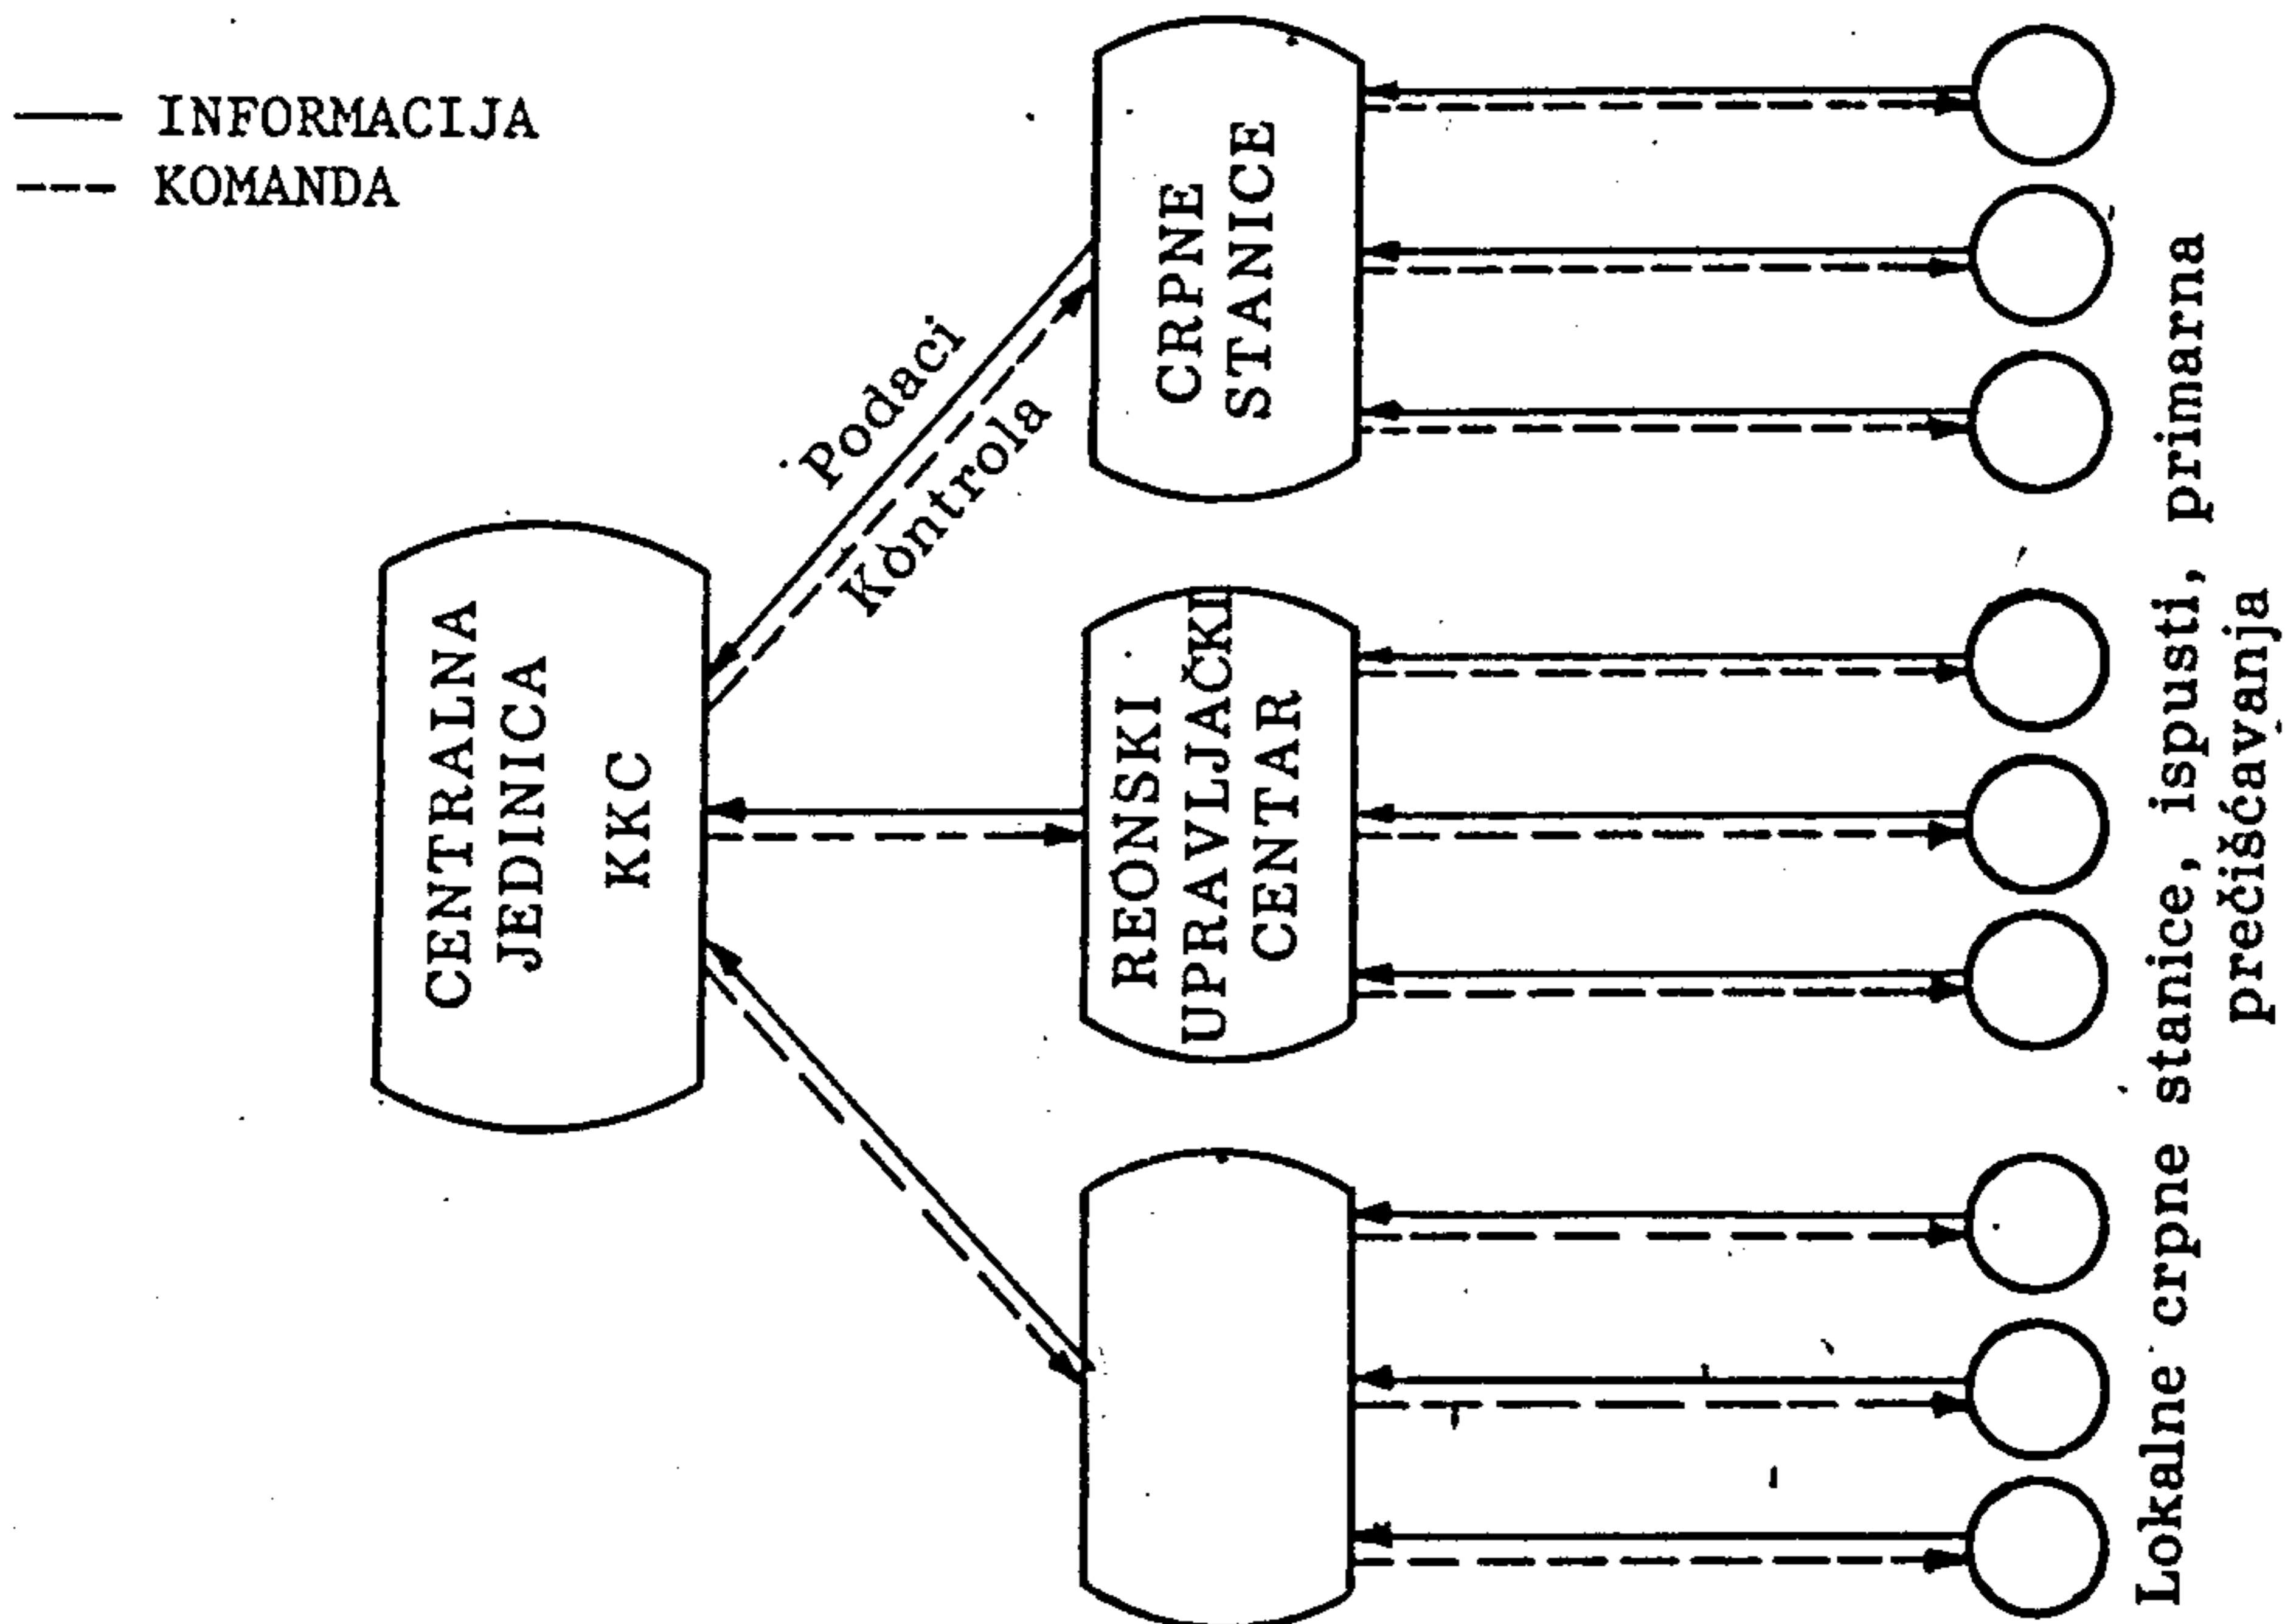 INFORMACIJA
KOMANDA
CENTRALNA
JEDINICA
KKC
Podaci
Kontrola
CRPNE
STANICE
REONSKI
UPRAVLJAČKI
CENTAR
Lokalne crpne stanice, ispusti, primarna
prečišćavanja